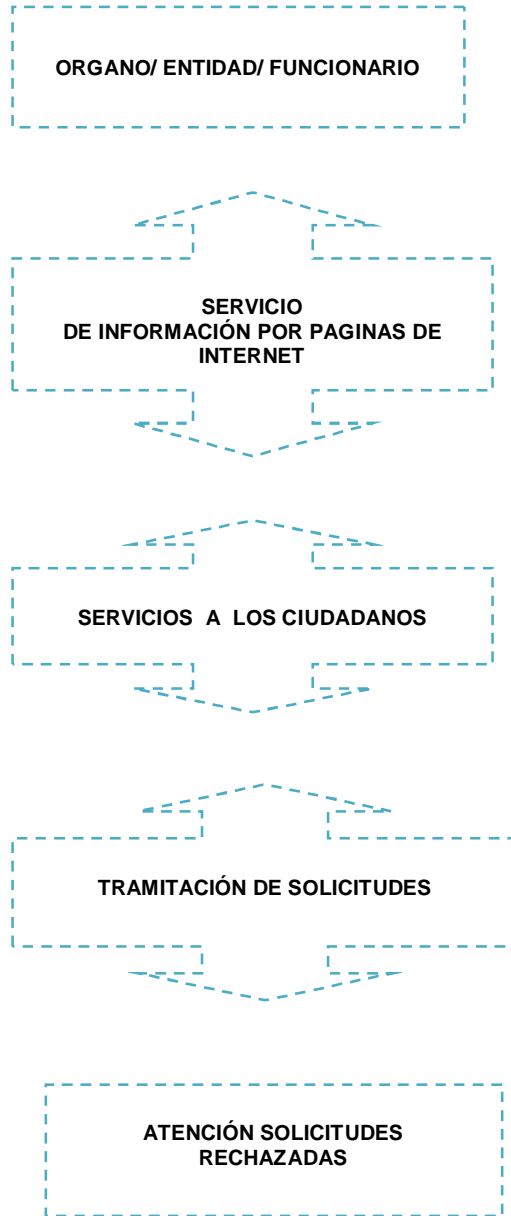 ORGANO/ ENTIDAD/ FUNCIONARIO
SERVICIO
DE INFORMACIÓN POR PAGINAS DE
INTERNET
SERVICIOS A LOS CIUDADANOS
TRAMITACIÓN DE SOLICITUDES
ATENCIÓN SOLICITUDES
RECHAZADAS